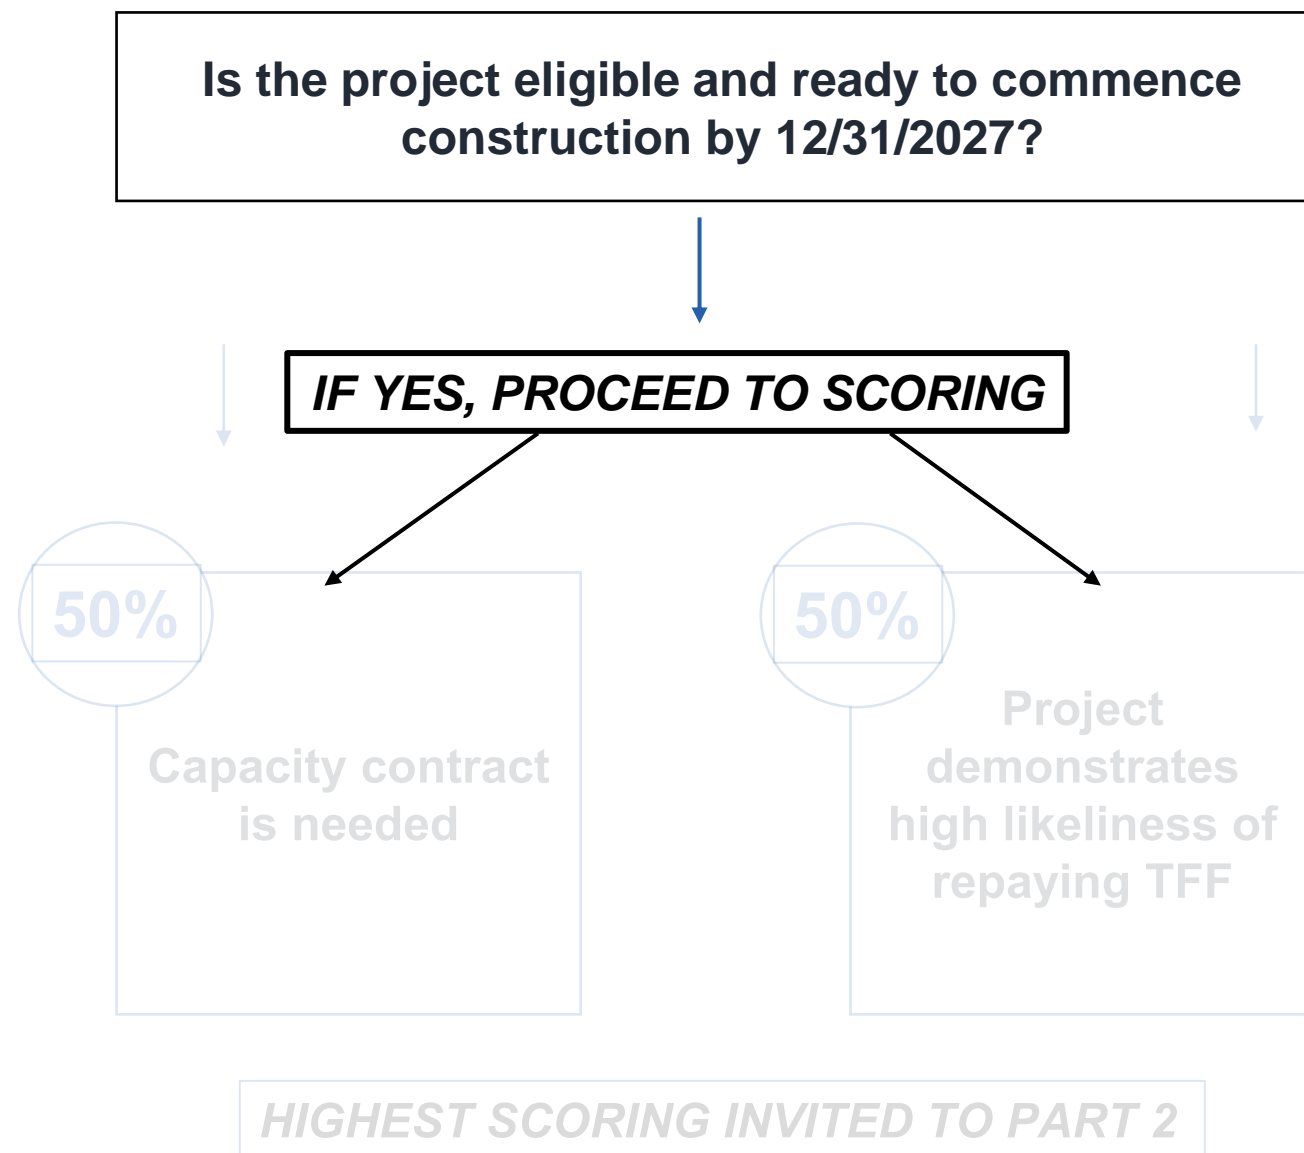 Is the project eligible and ready to commence
construction by 12/31/2027?
IF YES, PROCEED TO SCORING
50%
Capacity contract
is needed
50%
Project
demonstrates
high likeliness of
repaying TFF
HIGHEST SCORING INVITED TO PART 2